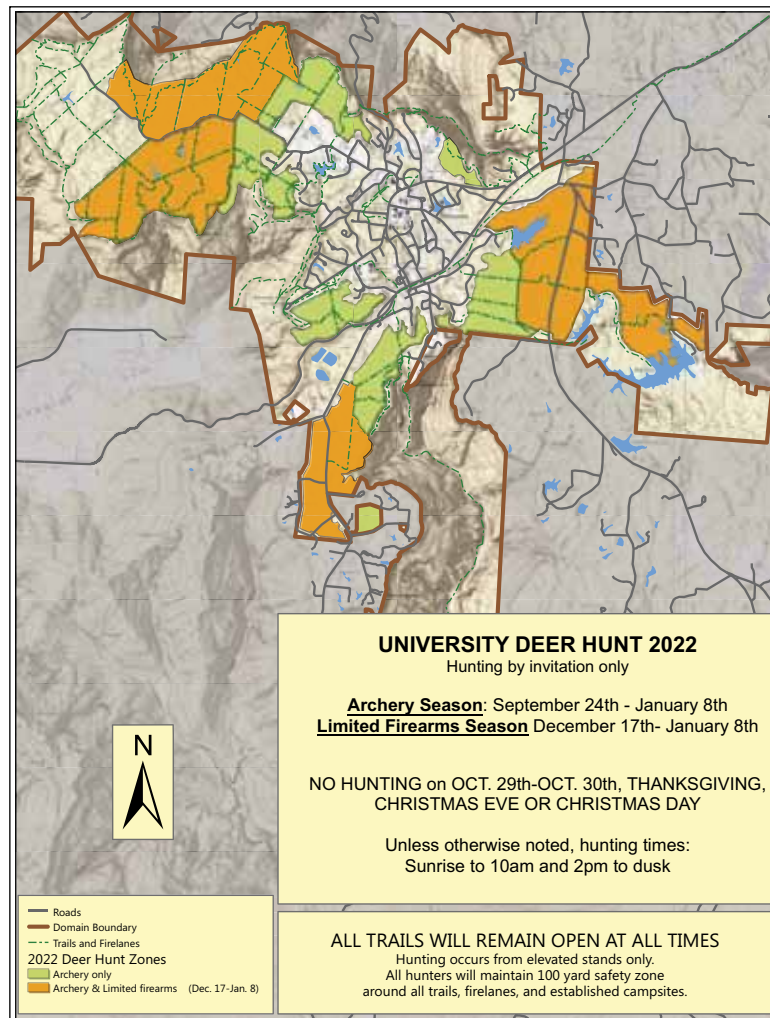 UNIVERSITY DEER HUNT 2022
Hunting by invitation only
Archery Season: September 24th - January 8th
Limited Firearms Season December 17th- January 8th
NO HUNTING on OCT. 29th-OCT. 30th, THANKSGIVING,
CHRISTMAS EVE OR CHRISTMAS DAY
Unless otherwise noted, hunting times:
Sunrise to 10am and 2pm to dusk
N
Roads
Domain Boundary
Trails and Firelanes
2022 Deer Hunt Zones
Archery only
Archery & Limited firearms (Dec. 17-Jan. 8)
ALL TRAILS WILL REMAIN OPEN AT ALL TIMES
Hunting occurs from elevated stands only.
All hunters will maintain 100 yard safety zone
around all trails, firelanes, and established campsites.